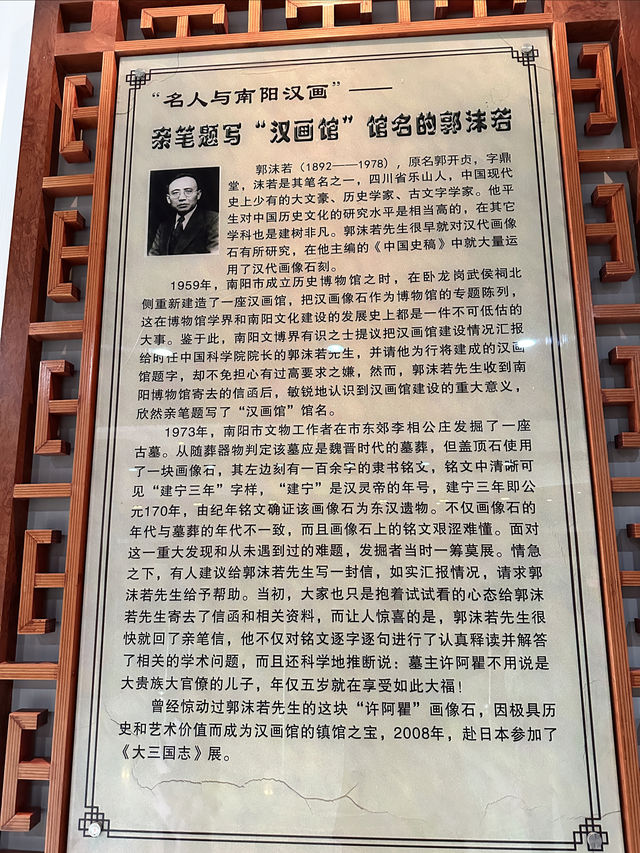 “名人与南阳汉画”——
亲笔题写“汉画馆”馆名的郭沫若
郭沫若（1892——1978），原名郭开贞，字鼎
堂，沫若是其笔名之一，四川省乐山人，中国现代
史上少有的大文豪、历史学家、古文字学家。他平
生对中国历史文化的研究水平是相当高的，在其它
学科也是建树非凡。郭沫若先生很早就对汉代画像
石有所研究，在他主编的《中国史稿》中就大量运
用了汉代画像石刻。
1959年，南阳市成立历史博物馆之时，在卧龙岗武侯祠北
侧重新建造了一座汉画馆，把汉画像石作为博物馆的专题陈列，
这在博物馆学界和南阳文化建设的发展史上都是一件不可低估的
大事。鉴于此，南阳文博界有识之士提议把汉画馆建设情况汇报
给时任中国科学院院长的郭沫若先生，并请他为行将建成的汉画
馆题字，却不免担心有过高要求之嫌，然而，郭沫若先生收到南
阳博物馆寄去的信函后，敏锐地认识到汉画馆建设的重大意义，
欣然亲笔题写了“汉画馆”馆名。
1973年，南阳市文物工作者在市东郊李相公庄发掘了一座
古墓。从随葬器物判定该墓应是魏晋时代的墓葬，但盖顶石使用
了一块画像石，其左边刻有一百余字的隶书铭文，铭文中清晰可
见“建宁三年”字样，“建宁”是汉灵帝的年号，建宁三年即公
元170年，由纪年铭文确证该画像石为东汉遗物。不仅画像石的
年代与墓葬的年代不一致，而且画像石上的铭文艰涩难懂。面对
这一重大发现和从未遇到过的难题，发掘者当时一筹莫展。情急
之下，有人建议给郭沫若先生写一封信，如实汇报情况，请求郭
沫若先生给予帮助。当初，大家也只是抱着试试看的心态给郭沫
若先生寄去了信函和相关资料，而让人惊喜的是，郭沫若先生很
快就回了亲笔信，他不仅对铭文逐字逐句进行了认真释读并解答
了相关的学术问题，而且还科学地推断说：墓主许阿瞿不用说是
大贵族大官僚的儿子，年仅五岁就在享受如此大福！
曾经惊动过郭沫若先生的这块“许阿瞿”画像石，因极具历
史和艺术价值而成为汉画馆的镇馆之宝，2008年，赴日本参加了
《大三国志》展。